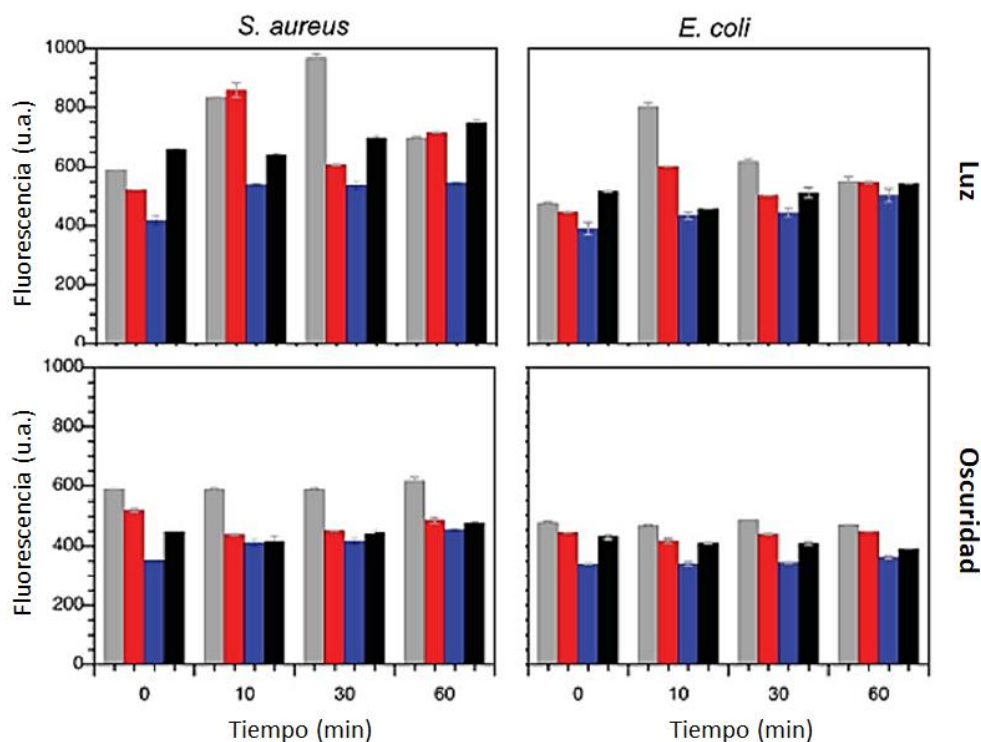 S. aureus
E. coli
1000
800
600
400
200
0
Fluorescencia (u.a.)
Luz
1000
800
600
400
200
0
Fluorescencia (u.a.)
Oscuridad
0 10 30 60
0 10 30 60
Tiempo (min)
Tiempo (min)